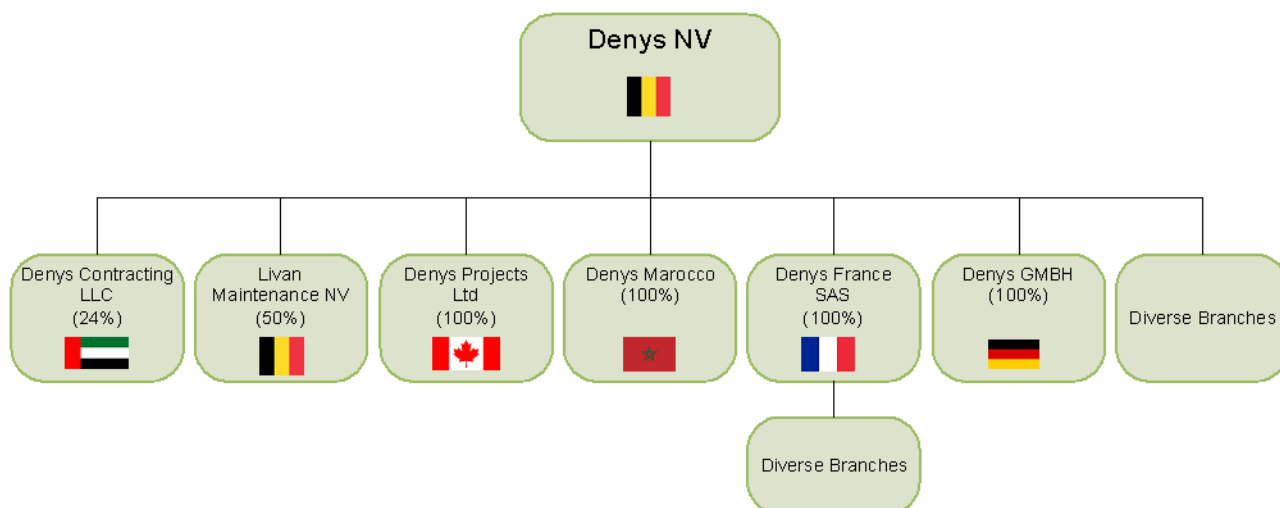 Denys NV
Denys Contracting
LLC
(24%)
Livan
Maintenance NV
(50%)
Denys Projects
Ltd
(100%)
Denys Marocco
(100%)
Denys France
SAS
(100%)
Denys GMBH
(100%)
Diverse Branches
Diverse Branches